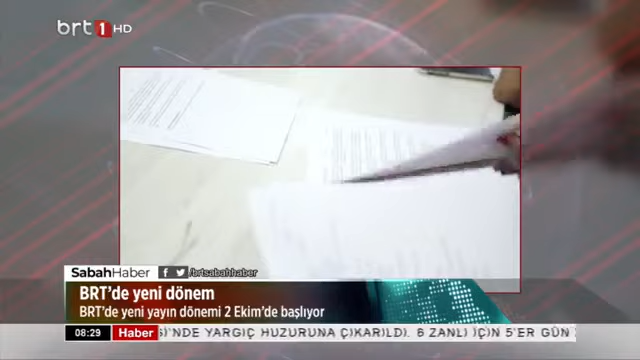 brt 1 HD
SabahHaber f /brtsabahhaber
BRT'de yeni dönem
BRT'de yeni yayın dönemi 2 Ekim'de başlıyor
08:29 Haber Sİ'NDE YARGIÇ HUZURUNA ÇIKARILDI. 6 ZANLI İÇİN 5'ER GÜN